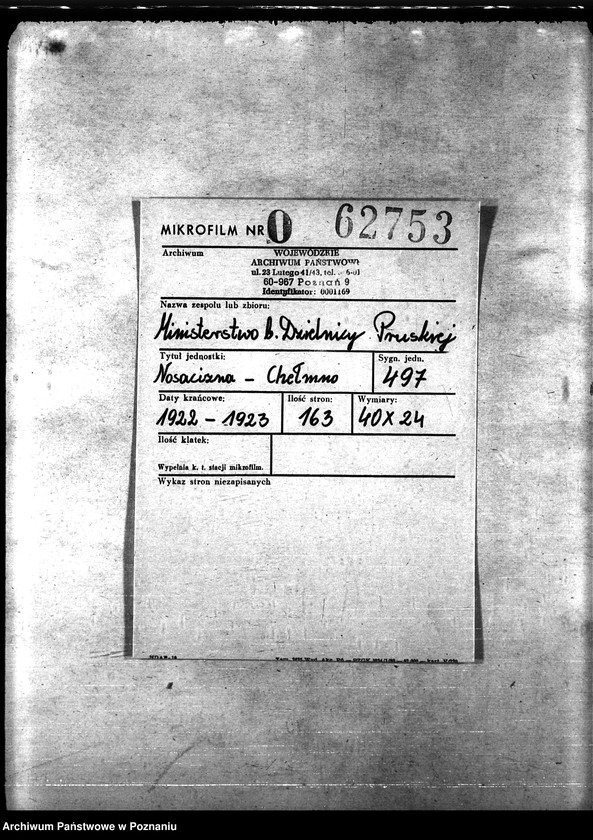 MIKROFILM NR 0 62753
Archiwum
WOJEWÓDZKIE
ARCHIWUM PAŃSTWOWE
ul. 23 Lutego 41/43, tel.
60-967 Poznań 9
Identyfikator: 0001169
Nazwa zespołu lub zbioru:
Ministerstwo b. Dzielnicy Pruskiej
Tytuł jednostki:
Sygn. jedn.
Nosacizna - Chełmno
497
Daty krańcowe:
Ilość stron:
Wymiary:
1922 - 1923
163
40x24
Ilość klatek:
Wypełnia k. t. stacji mikrofilm.
Wykaz stron niezapisanych
Archiwum Państwowe w Poznaniu